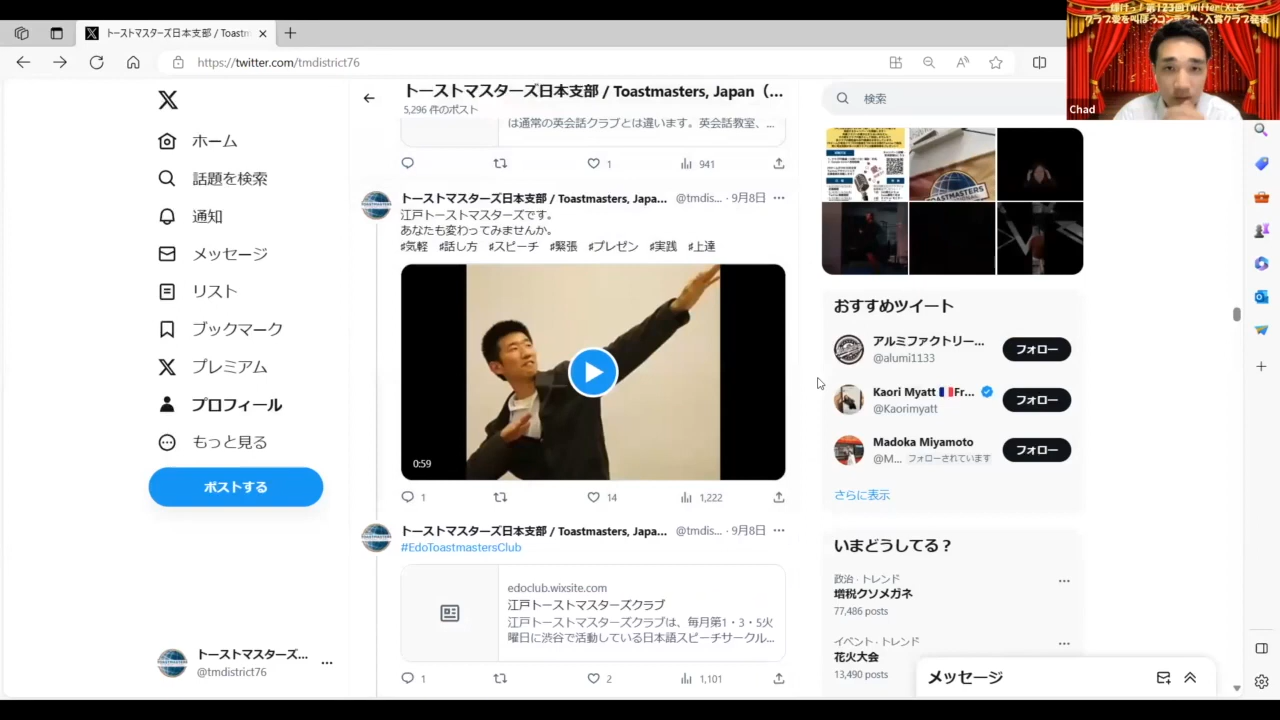 トーストマスターズ日本支部 / Toastm
https://twitter.com/tmdistrict76
Chad
ホーム
話題を検索
通知
メッセージ
リスト
ブックマーク
プレミアム
プロフィール
もっと見る
ポストする
トーストマスターズ...
@tmdistrict76
トーストマスターズ日本支部 / Toastmasters, Japan（...
5,296 件のポスト
は通常の英会話クラブとは違います。英会話教室、...
1
941
トーストマスターズ日本支部 / Toastmasters, Japa... @tmdis... · 9月8日
江戸トーストマスターズです。
あなたも変わってみませんか。
♯気軽 ♯話し方 ♯スピーチ ♯緊張 ♯プレゼン ♯実践 ♯上達
0:59
1
14
1,222
トーストマスターズ日本支部 / Toastmasters, Japa... @tmdis... · 9月8日
#EdoToastmastersClub
edoclub.wixsite.com
江戸トーストマスターズクラブ
江戸トーストマスターズクラブは、毎月第1・3・5火
曜日に渋谷で活動している日本語スピーチサークル...
1
2
1,101
検索
TOASTMASTERS
おすすめツイート
アルミファクトリー...
@alumi1133
フォロー
Kaori Myatt 🇫🇷Fr...
@Kaorimyatt
フォロー
Madoka Miyamoto
@M... フォローされています
フォロー
さらに表示
いまどうしてる？
政治 · トレンド
増税クソメガネ
77,486 posts
イベント · トレンド
花火大会
13,490 posts
メッセージ